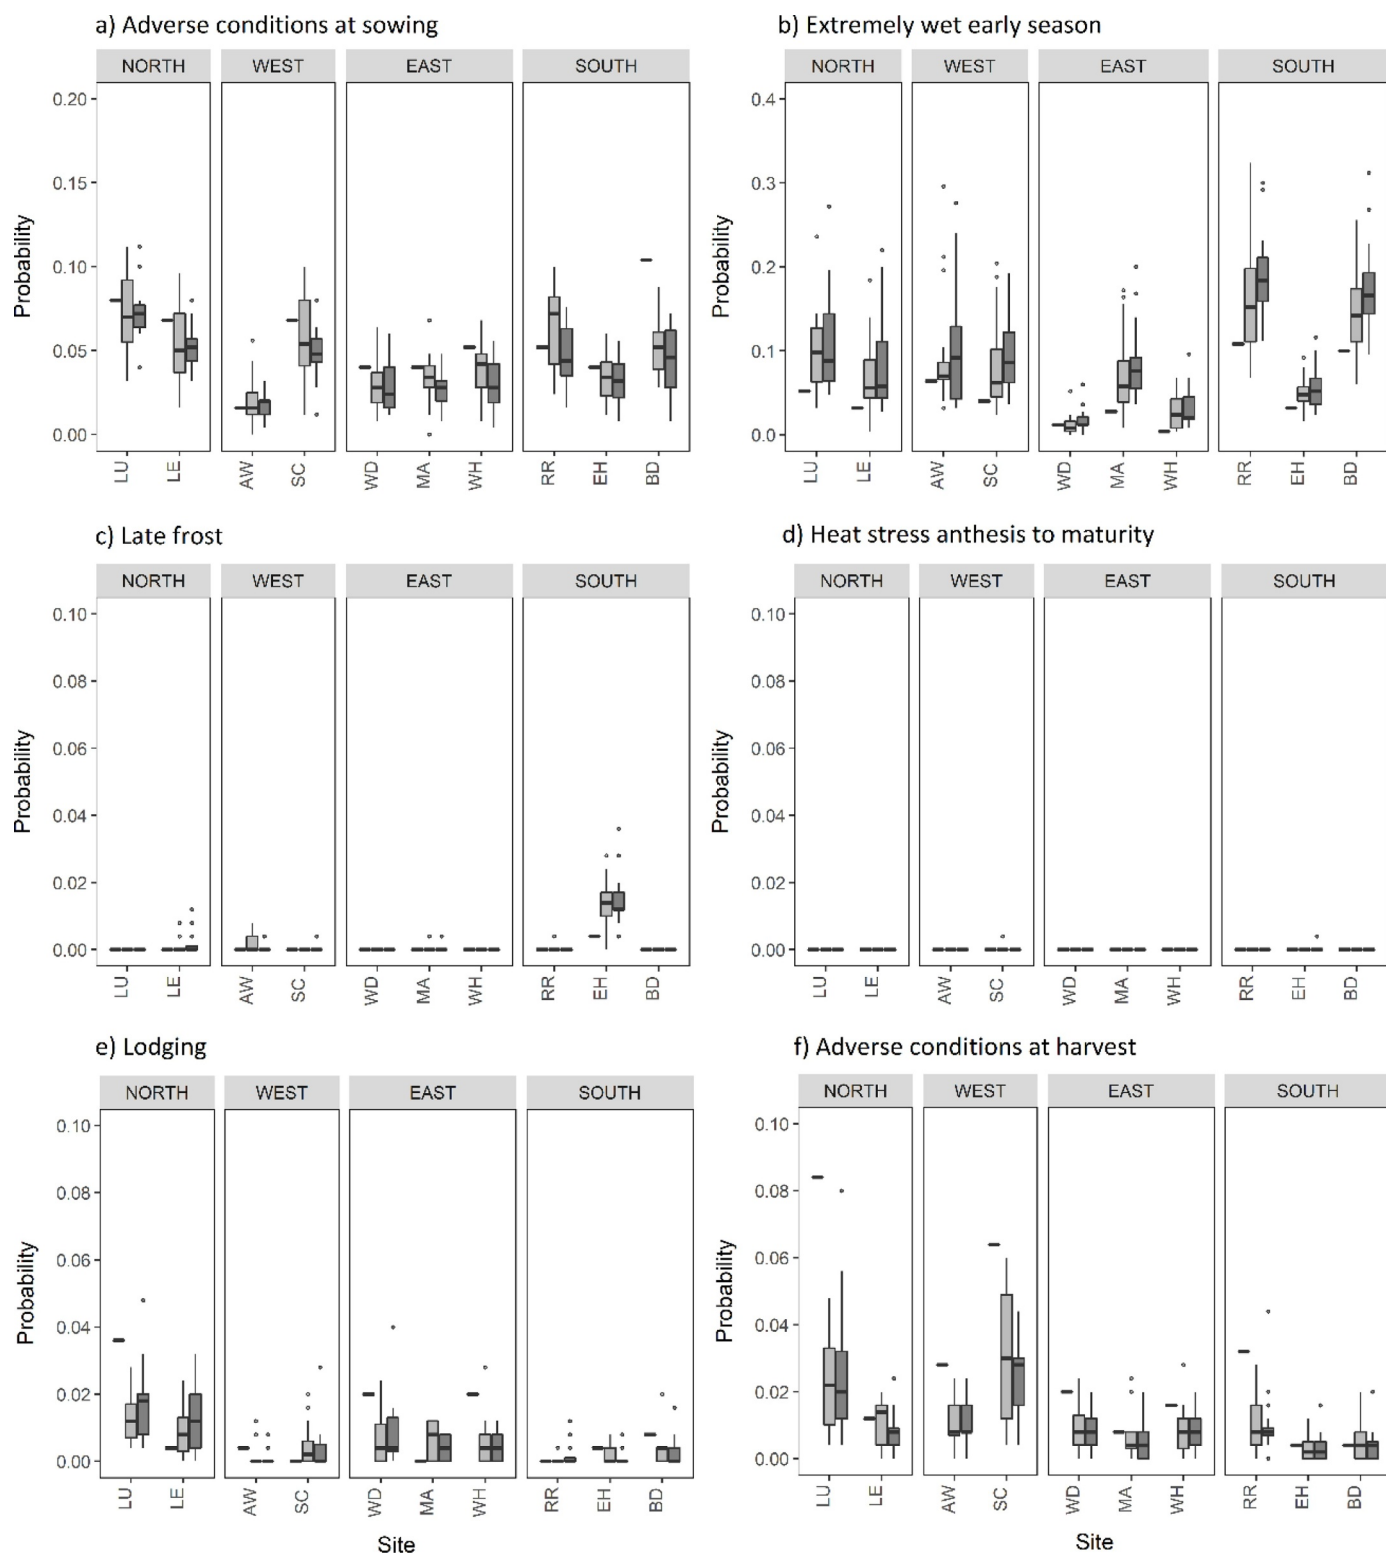 a) Adverse conditions at sowing
NORTH WEST EAST SOUTH
0.20
0.15
0.10
0.05
0.00
Probability
LU LE AW SC WD MA WH RR EH BD
b) Extremely wet early season
NORTH WEST EAST SOUTH
0.4
0.3
0.2
0.1
0.0
Probability
LU LE AW SC WD MA WH RR EH BD
c) Late frost
NORTH WEST EAST SOUTH
0.10
0.08
0.06
0.04
0.02
0.00
Probability
LU LE AW SC WD MA WH RR EH BD
d) Heat stress anthesis to maturity
NORTH WEST EAST SOUTH
0.10
0.08
0.06
0.04
0.02
0.00
Probability
LU LE AW SC WD MA WH RR EH BD
e) Lodging
NORTH WEST EAST SOUTH
0.10
0.08
0.06
0.04
0.02
0.00
Probability
LU LE AW SC WD MA WH RR EH BD
Site
f) Adverse conditions at harvest
NORTH WEST EAST SOUTH
0.10
0.08
0.06
0.04
0.02
0.00
Probability
LU LE AW SC WD MA WH RR EH BD
Site